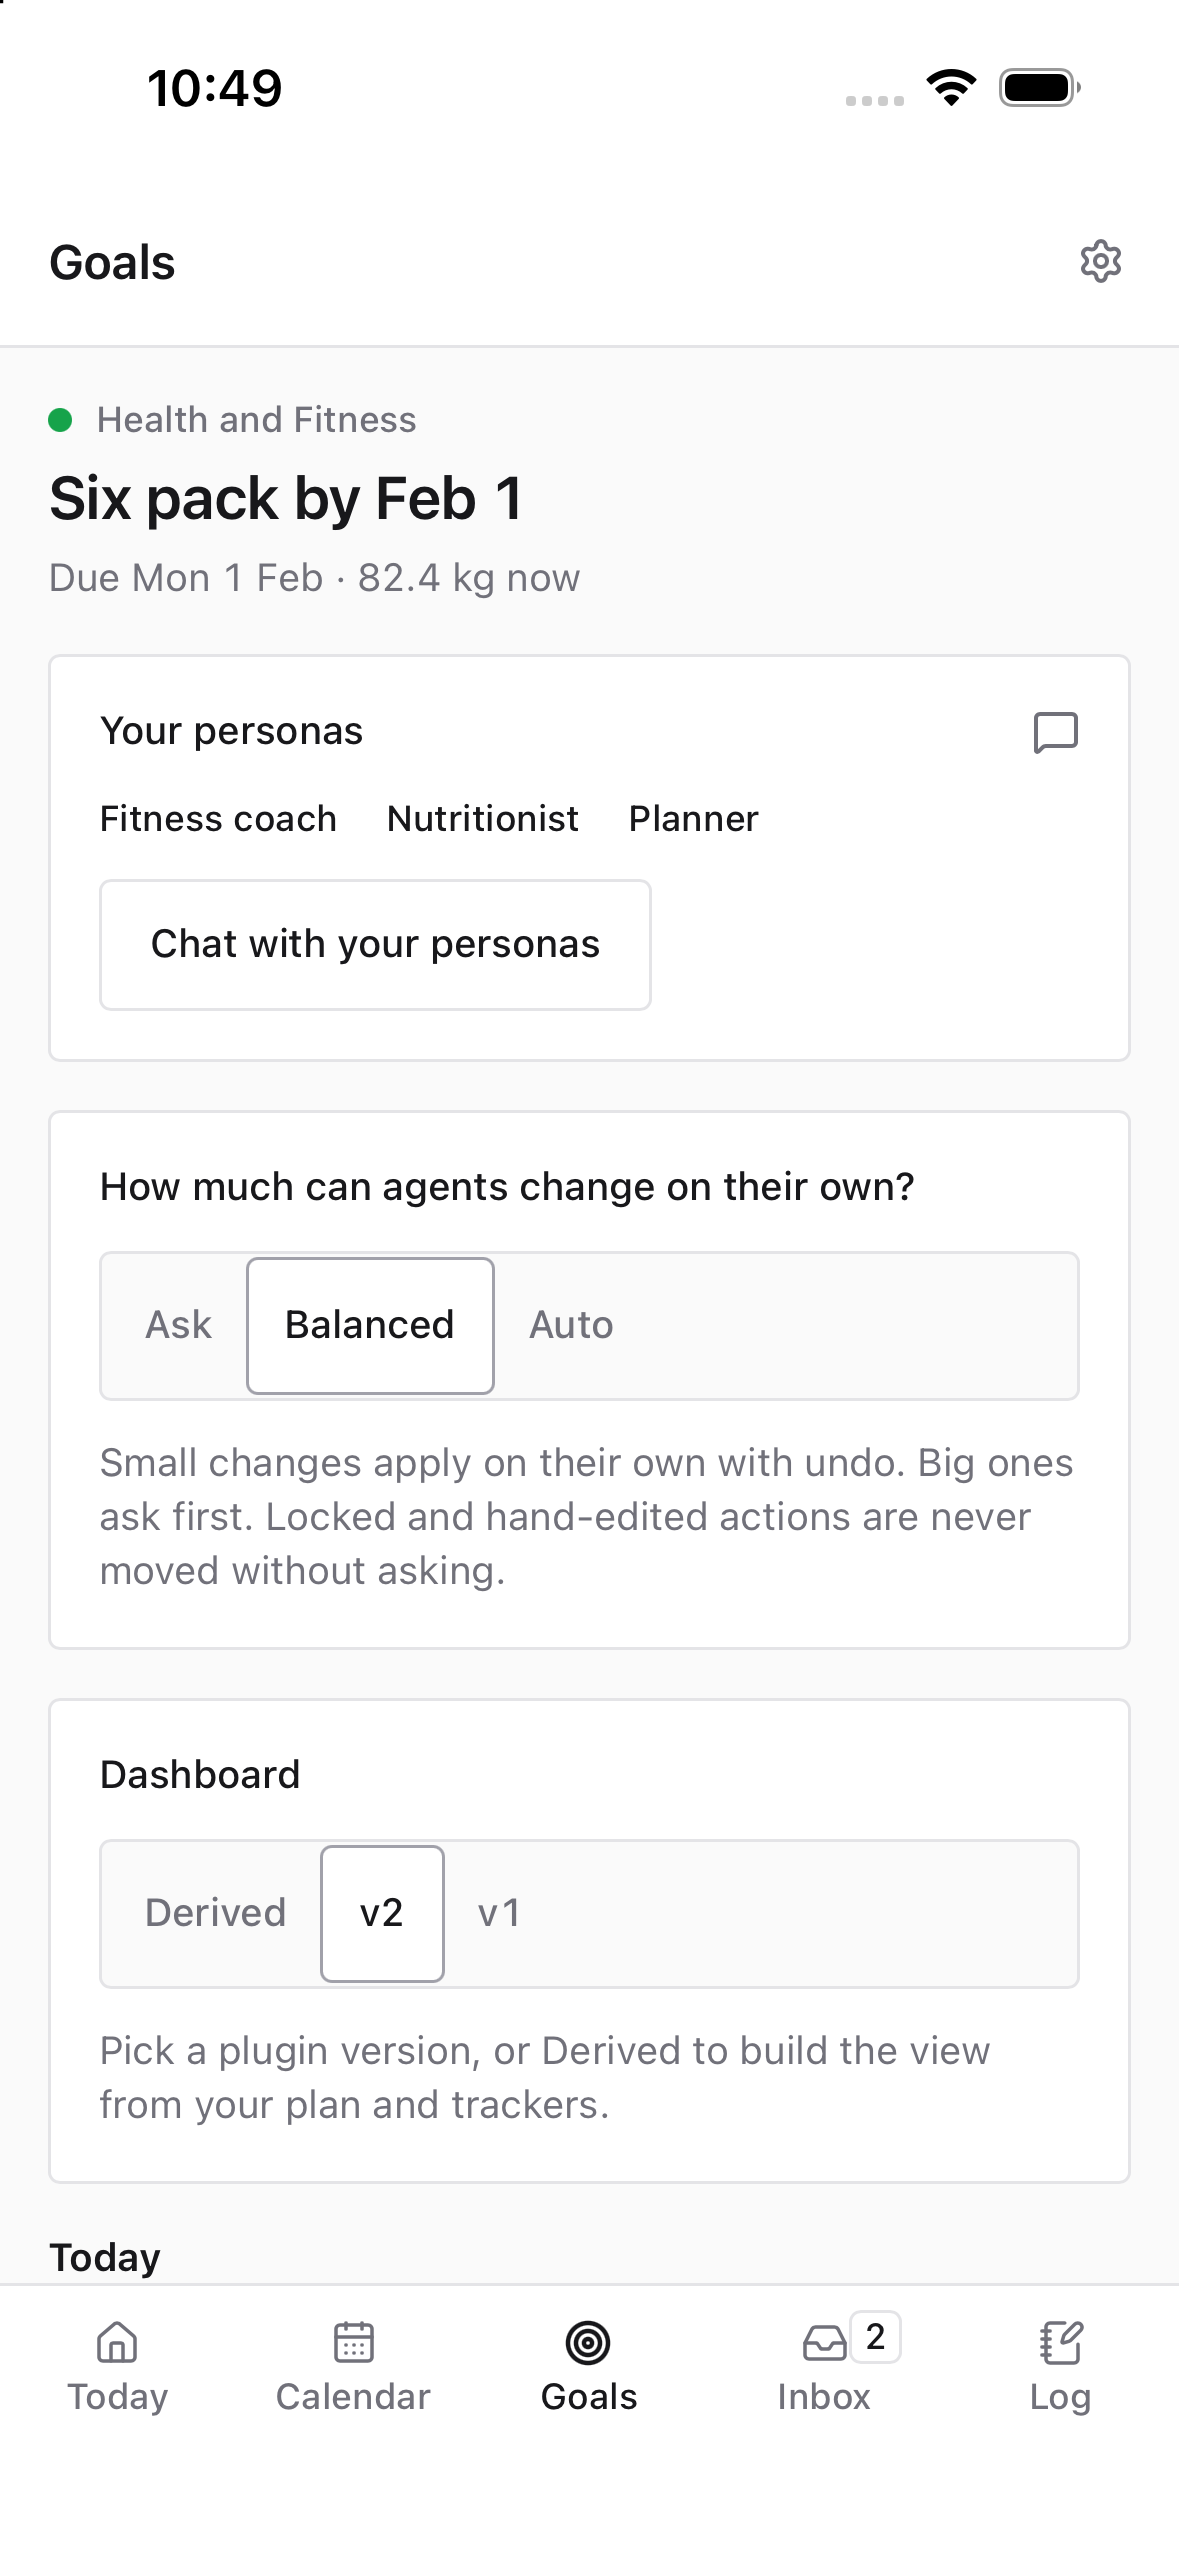 10:49
Goals
Health and Fitness
Six pack by Feb 1
Due Mon 1 Feb · 82.4 kg now
Your personas
Fitness coach Nutritionist Planner
Chat with your personas
How much can agents change on their own?
Ask Balanced Auto
Small changes apply on their own with undo. Big ones
ask first. Locked and hand-edited actions are never
moved without asking.
Dashboard
Derived v2 v1
Pick a plugin version, or Derived to build the view
from your plan and trackers.
Today
2
Today Calendar Goals Inbox Log